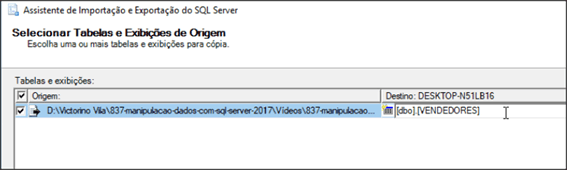 Assistente de Importação e Exportação do SQL Server
Selecionar Tabelas e Exibições de Origem
Escolha uma ou mais tabelas e exibições para cópia.
Tabelas e exibições:
Origem: Destino: DESKTOP-N51LB16
D:\Victorino Vila\837-manipulacao-dados-com-sql-server-2017\Vídeos\837-manipulacao... [dbo].[VENDEDORES]